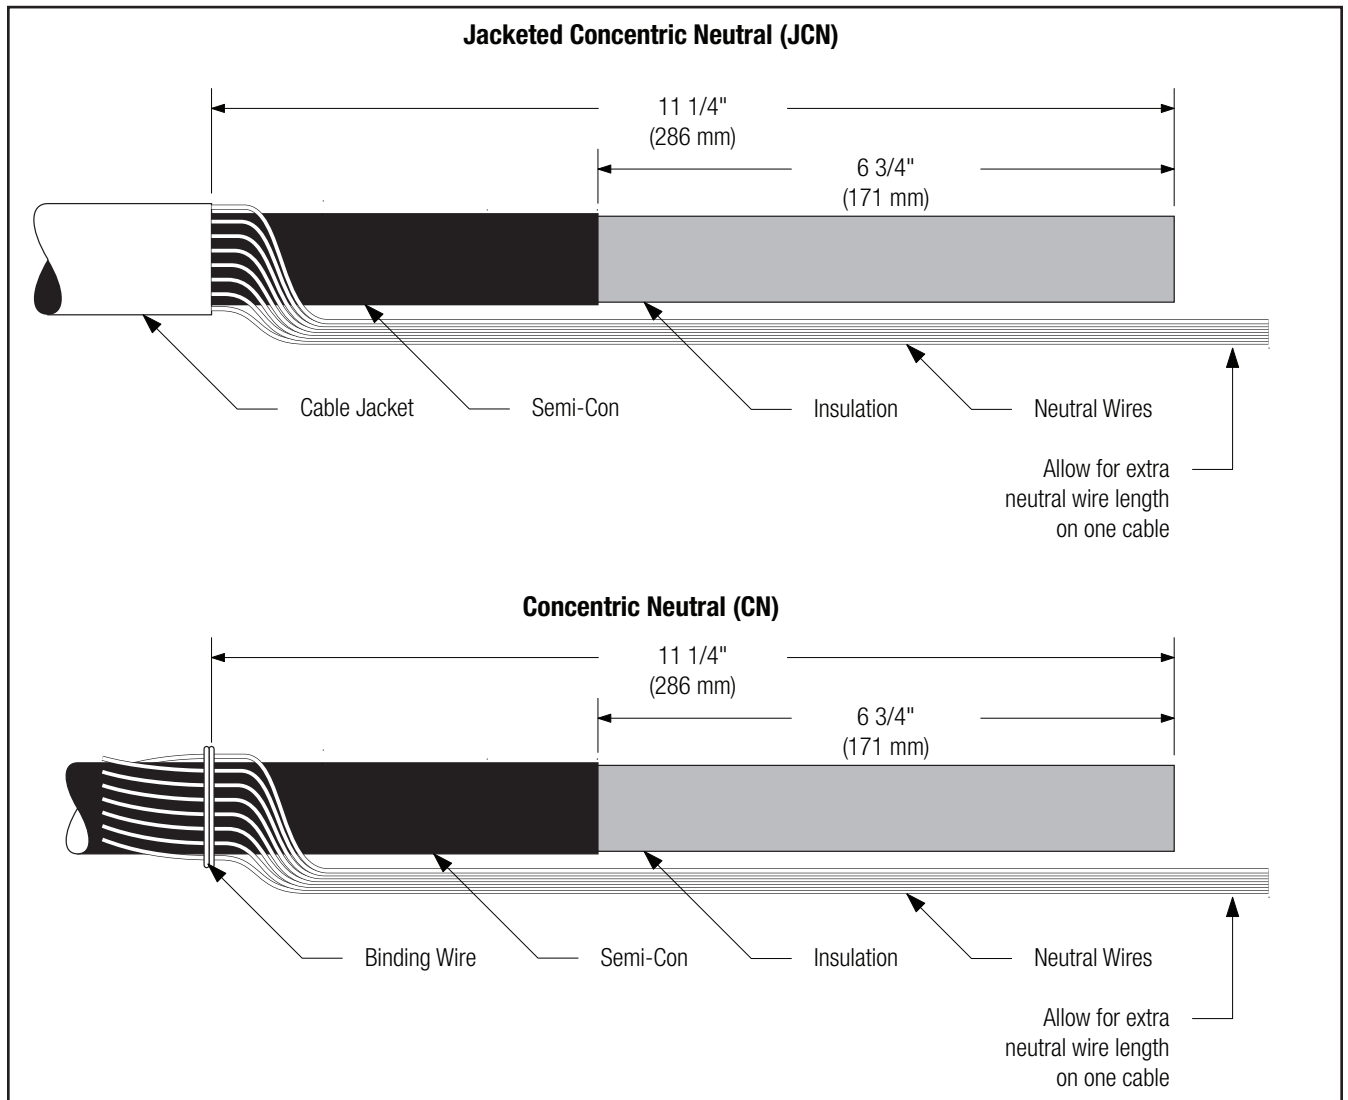 Jacketed Concentric Neutral (JCN)
11 1/4"
(286 mm)
6 3/4"
(171 mm)
Cable Jacket
Semi-Con
Insulation
Neutral Wires
Allow for extra
neutral wire length
on one cable
Concentric Neutral (CN)
11 1/4"
(286 mm)
6 3/4"
(171 mm)
Binding Wire
Semi-Con
Insulation
Neutral Wires
Allow for extra
neutral wire length
on one cable